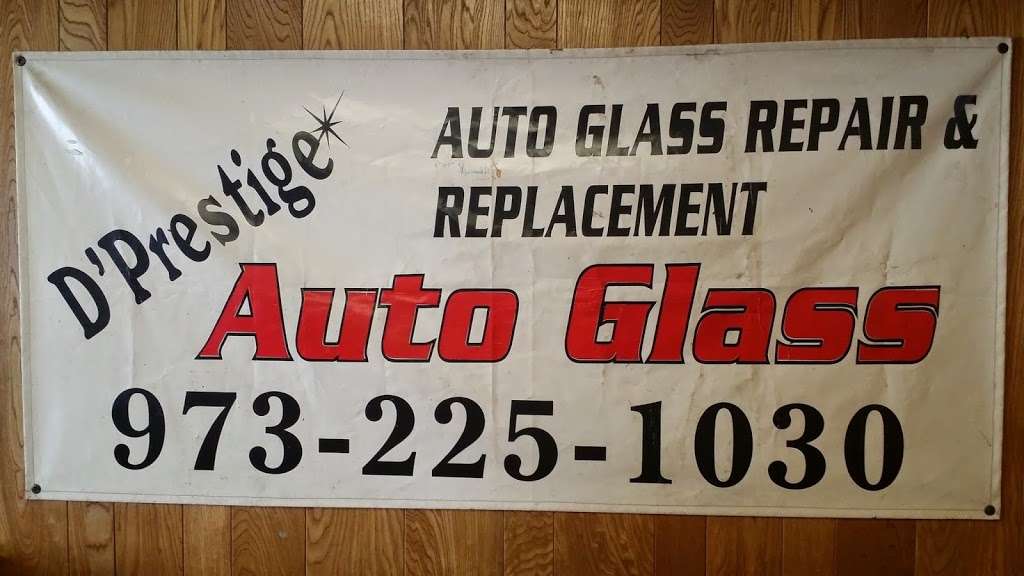 D'Prestige
AUTO GLASS REPAIR &
REPLACEMENT
Auto Glass
973-225-1030